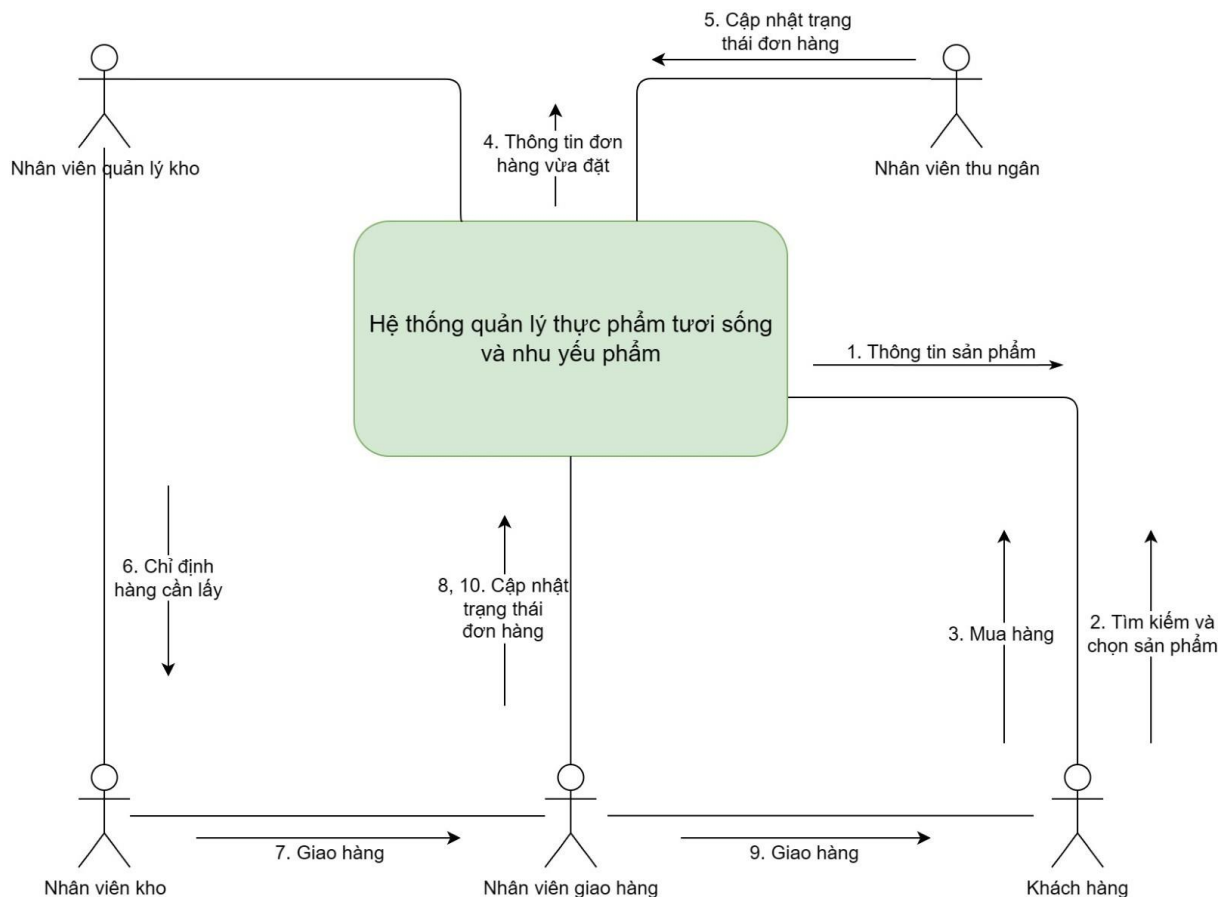 5. Cập nhật trạng
thái đơn hàng
4. Thông tin đơn
hàng vừa đặt
Nhân viên quản lý kho
Nhân viên thu ngân
Hệ thống quản lý thực phẩm tươi sống
và nhu yếu phẩm
1. Thông tin sản phẩm
6. Chỉ định
hàng cần lấy
8, 10. Cập nhật
trạng thái
đơn hàng
3. Mua hàng
2. Tìm kiếm và
chọn sản phẩm
7. Giao hàng
9. Giao hàng
Nhân viên kho
Nhân viên giao hàng
Khách hàng